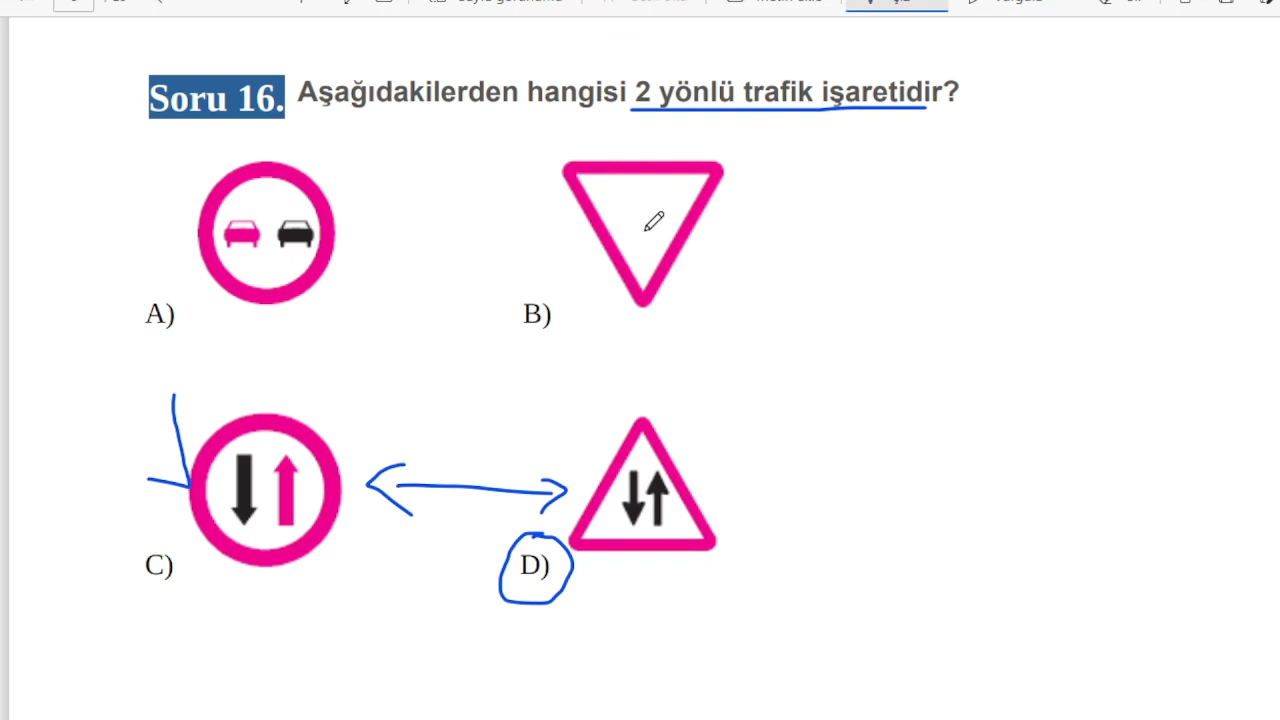 Soru 16. Aşağıdakilerden hangisi 2 yönlü trafik işaretidir?
A)
B)
C)
D)